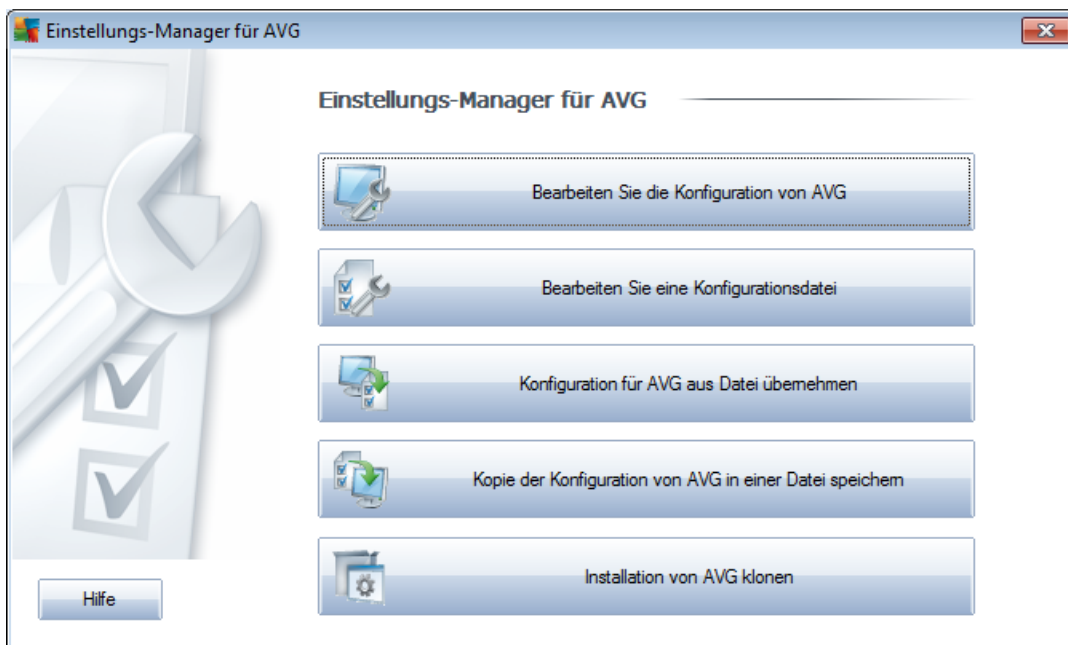 Einstellungs-Manager für AVG
Einstellungs-Manager für AVG
Bearbeiten Sie die Konfiguration von AVG
Bearbeiten Sie eine Konfigurationsdatei
Konfiguration für AVG aus Datei übernehmen
Kopie der Konfiguration von AVG in einer Datei speichern
Installation von AVG klonen
Hilfe